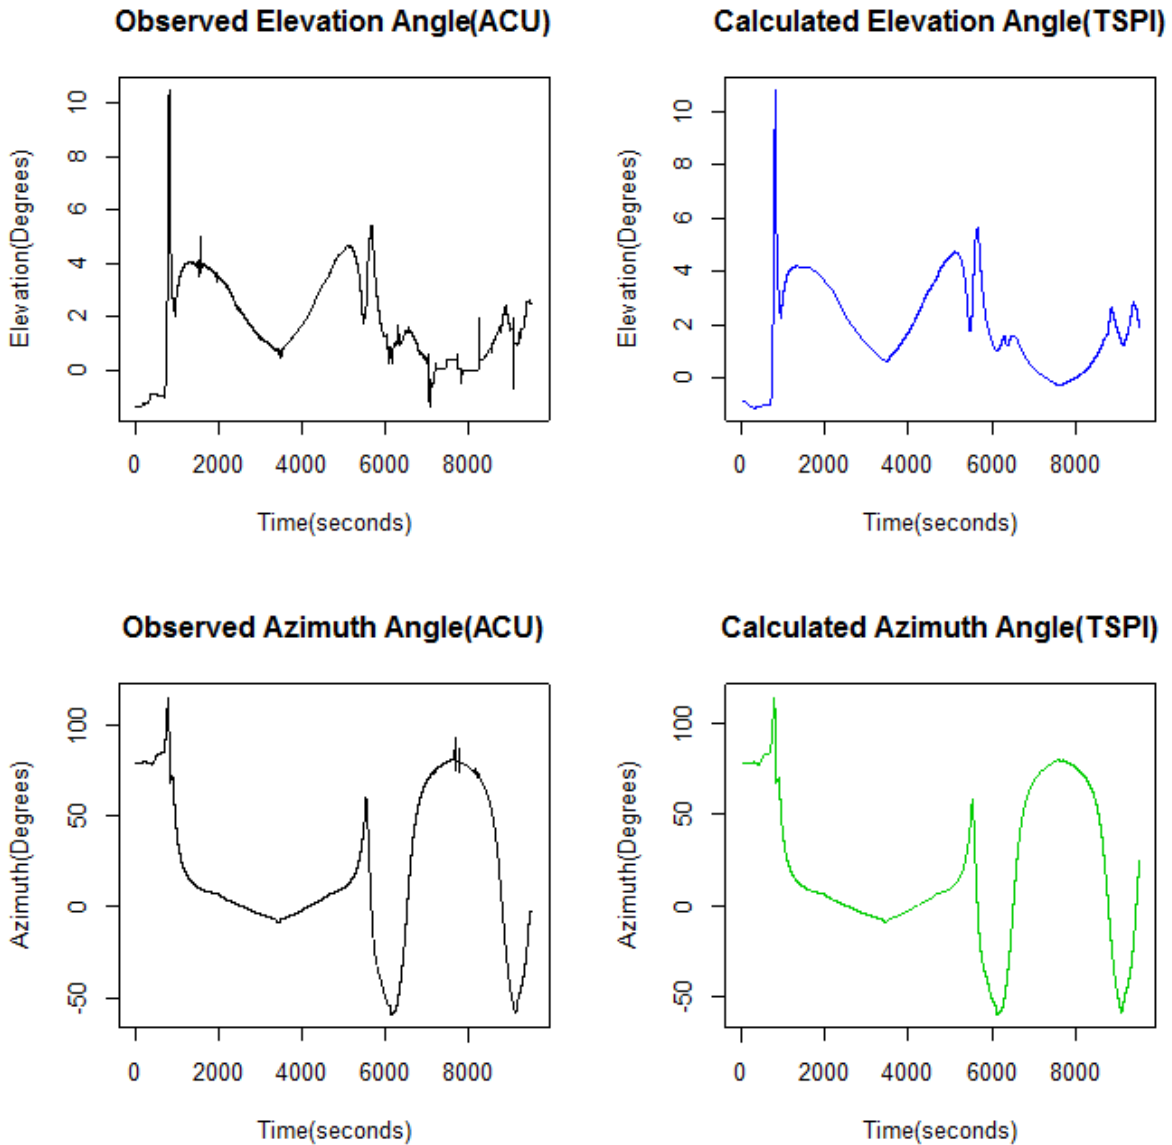 Observed Elevation Angle(ACU)
Elevation(Degrees)
0 2 4 6 8 10
0 2000 4000 6000 8000
Time(seconds)
Calculated Elevation Angle(TSPI)
Elevation(Degrees)
0 2 4 6 8 10
0 2000 4000 6000 8000
Time(seconds)
Observed Azimuth Angle(ACU)
Azimuth(Degrees)
-50 0 50 100
0 2000 4000 6000 8000
Time(seconds)
Calculated Azimuth Angle(TSPI)
Azimuth(Degrees)
-50 0 50 100
0 2000 4000 6000 8000
Time(seconds)